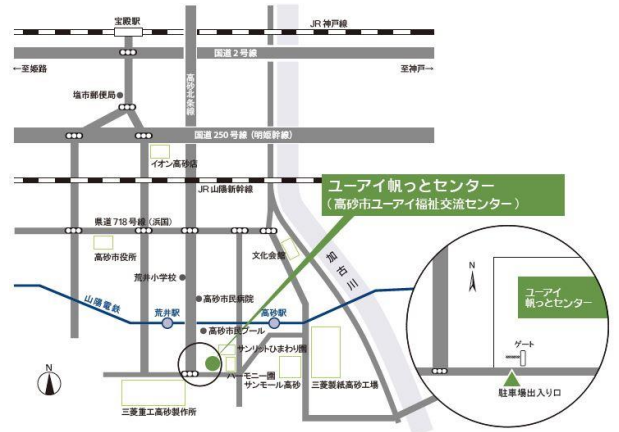 宝殿駅
JR 神戸線
国道2号線
←至姫路
至神戸→
高砂北条線
塩市郵便局
国道250号線（明姫幹線）
イオン高砂店
JR 山陽新幹線
ユーアイ帆っとセンター
（高砂市ユーアイ福祉交流センター）
県道718号線（浜国）
高砂市役所
文化会館
加古川
荒井小学校
山陽電鉄
荒井駅
高砂市民病院
高砂駅
高砂市民プール
サンリットひまわり園
ハーモニー園
サンモール高砂
三菱製紙高砂工場
三菱重工高砂製作所
N
N
ユーアイ
帆っとセンター
ゲート
駐車場出入り口